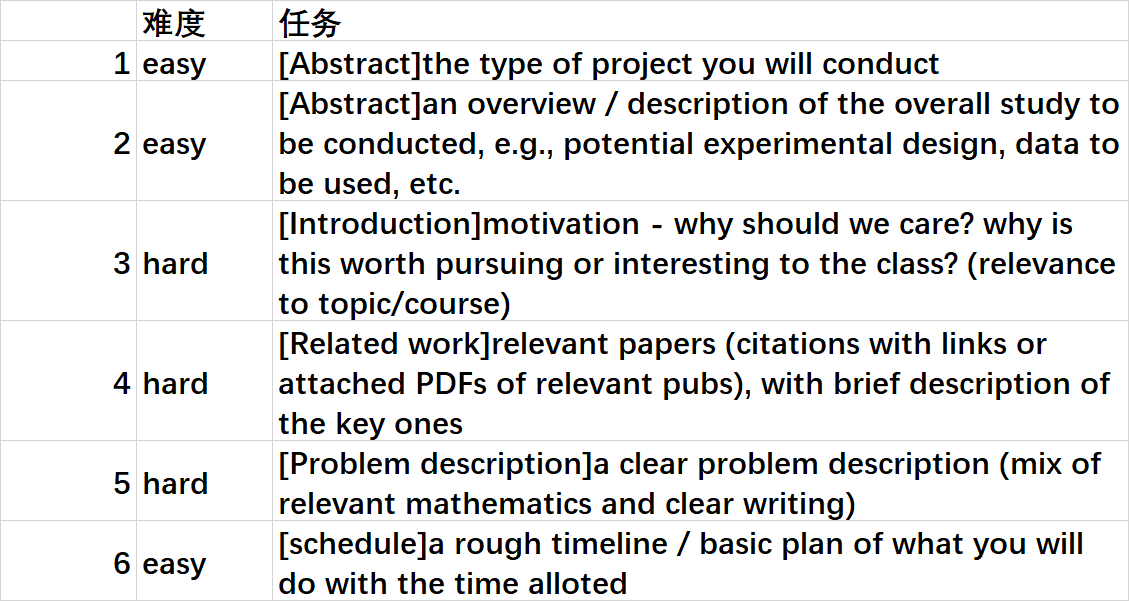 难度 任务
1 easy [Abstract]the type of project you will conduct
[Abstract]an overview / description of the overall study to
2 easy be conducted, e.g., potential experimental design, data to
be used, etc.
[Introduction]motivation - why should we care? why is
3 hard this worth pursuing or interesting to the class? (relevance
to topic/course)
[Related work]relevant papers (citations with links or
4 hard attached PDFs of relevant pubs), with brief description of
the key ones
5 hard [Problem description]a clear problem description (mix of
relevant mathematics and clear writing)
6 easy [schedule]a rough timeline / basic plan of what you will
do with the time alloted